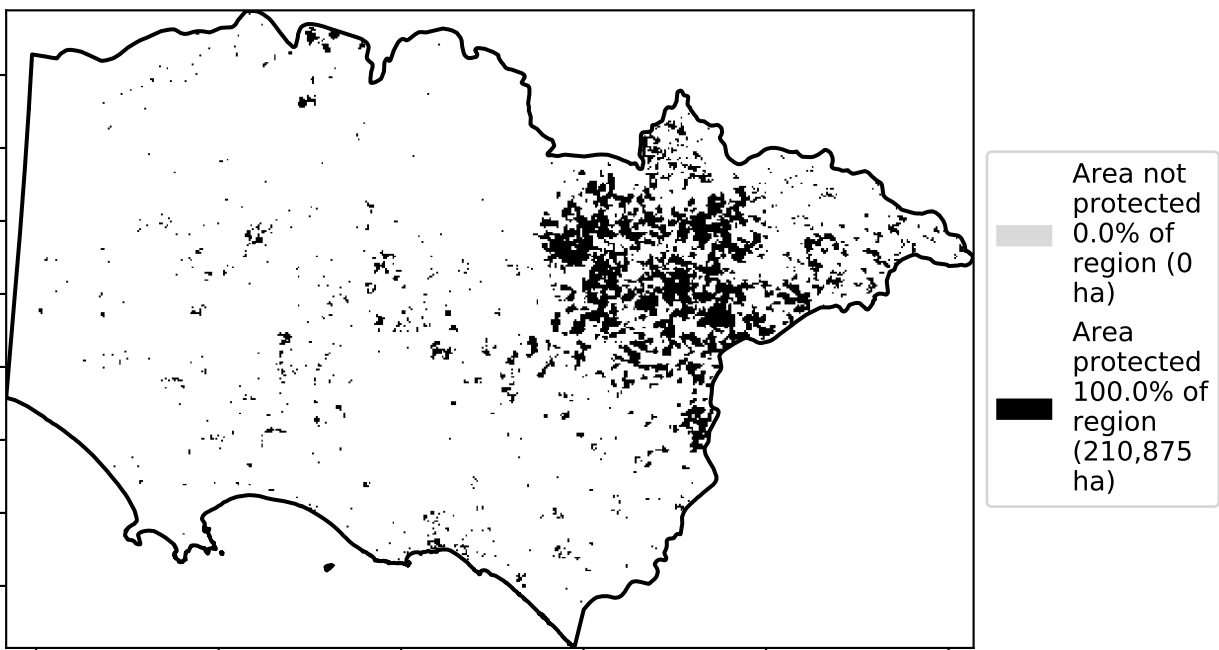 Area not
protected
0.0% of
region (0
ha)
Area
protected
100.0% of
region
(210,875
ha)